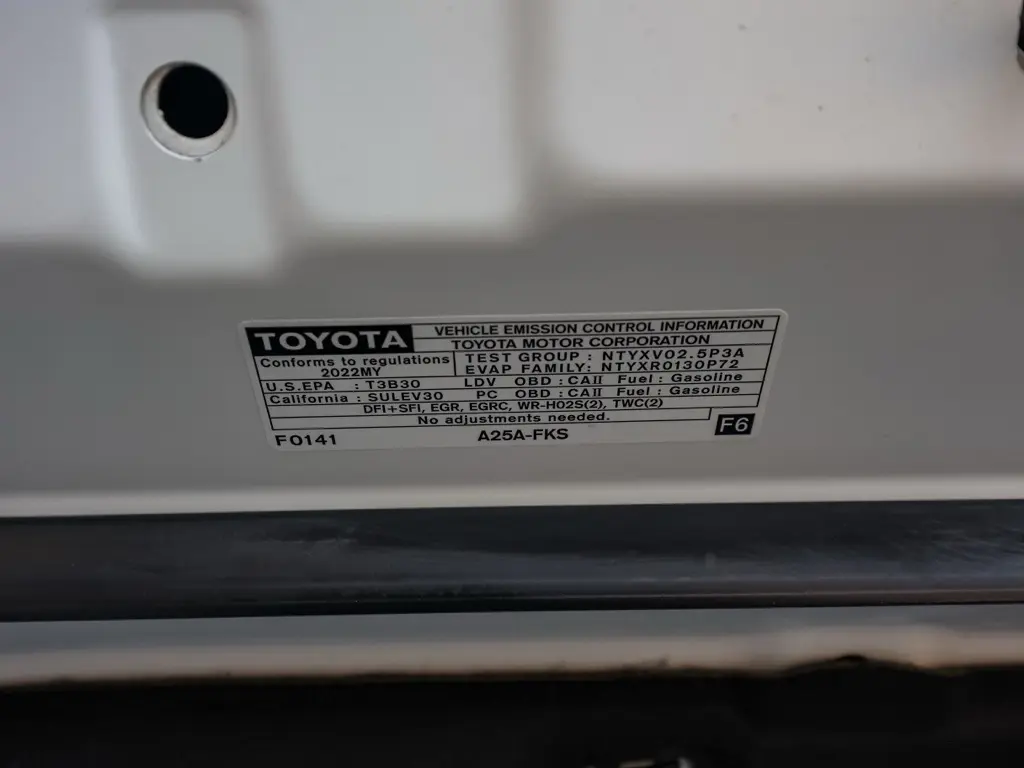 TOYOTA
VEHICLE EMISSION CONTROL INFORMATION
TOYOTA MOTOR CORPORATION
Conforms to regulations
2022MY
TEST GROUP : NTYXV02.5P3A
EVAP FAMILY: NTYXR0130P72
U.S.EPA : T3B30 LDV OBD : CAII Fuel : Gasoline
California : SULEV30 PC OBD : CAII Fuel : Gasoline
DFI+SFI, EGR, EGRC, WR-HO2S(2), TWC(2)
No adjustments needed.
F0141 A25A-FKS F6